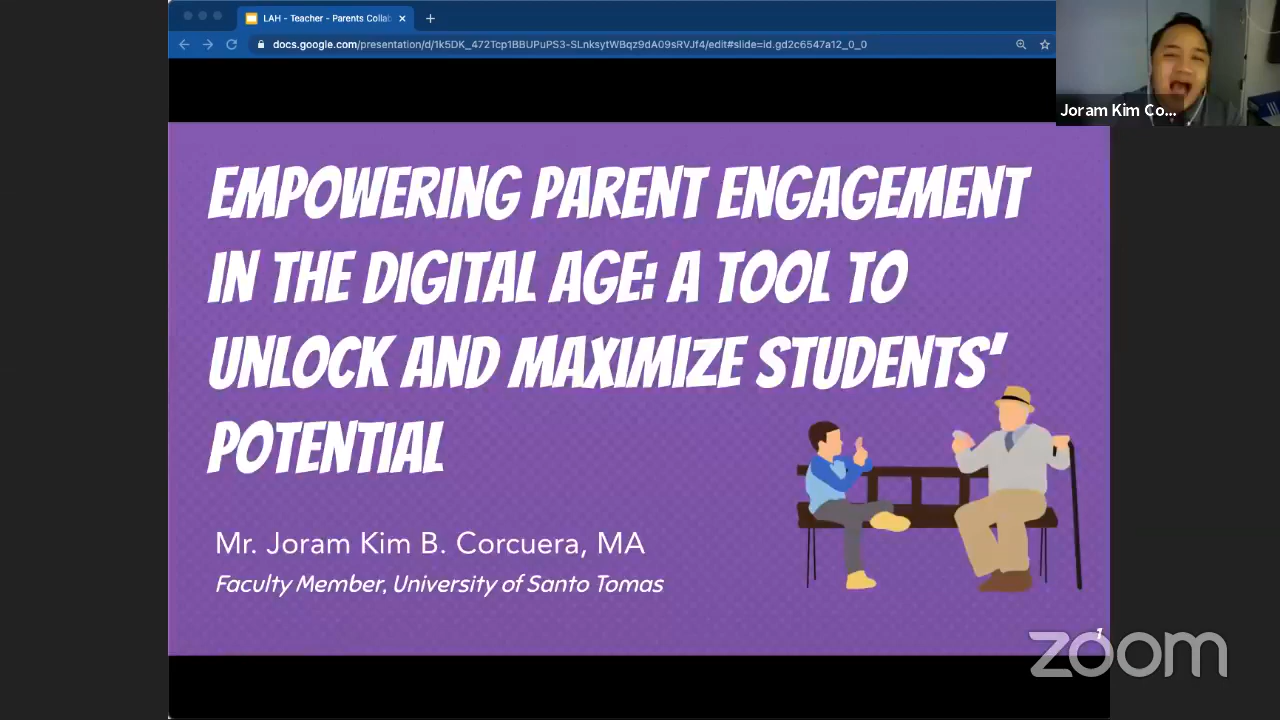 LAH - Teacher - Parents Collab
docs.google.com/presentation/d/1k5DK_472Tcp1BBUPuPS3-SLnksytWBqz9dA09sRVJf4/edit#slide=id.gd2c6547a12_0_0
Joram Kim Co...
EMPOWERING PARENT ENGAGEMENT
IN THE DIGITAL AGE: A TOOL TO
UNLOCK AND MAXIMIZE STUDENTS'
POTENTIAL
Mr. Joram Kim B. Corcuera, MA
Faculty Member, University of Santo Tomas
1
zoom